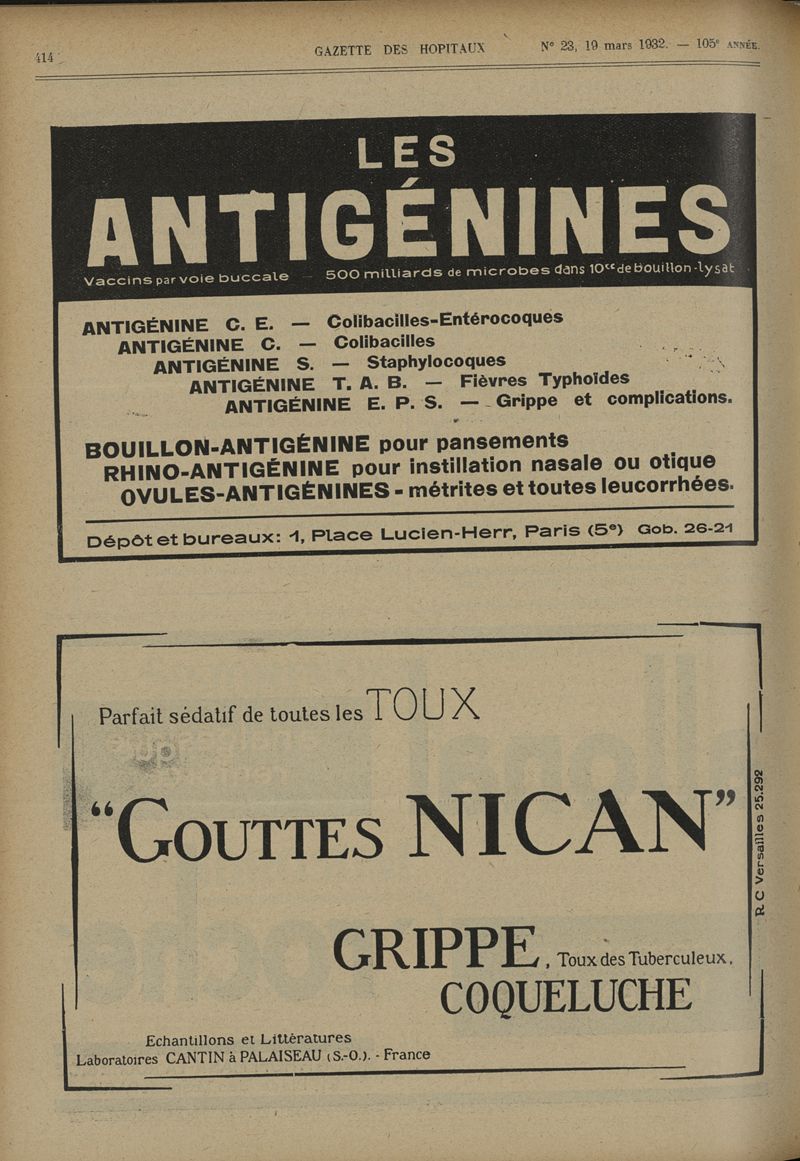 414
GAZETTE DES HOPITAUX
N° 23, 19 mars 1932. — 105e ANNÉE.
LES
ANTIGÉNINES
Vaccins par voie buccale — 500 milliards de microbes dans 10cc de bouillon-lysat
ANTIGÉNINE C. E. — Colibacilles-Entérocoques
ANTIGÉNINE C. — Colibacilles
ANTIGÉNINE S. — Staphylocoques
ANTIGÉNINE T. A. B. — Fièvres Typhoïdes
ANTIGÉNINE E. P. S. — Grippe et complications.
BOUILLON-ANTIGÉNINE pour pansements
RHINO-ANTIGÉNINE pour instillation nasale ou otique
OVULES-ANTIGÉNINES - métrites et toutes leucorrhées.
Dépôt et bureaux: 1, Place Lucien-Herr, Paris (5e) Gob. 26-21
Parfait sédatif de toutes les TOUX
“GOUTTES NICAN”
GRIPPE, Toux des Tuberculeux,
COQUELUCHE
Echantillons et Littératures
Laboratoires CANTIN à PALAISEAU (S.-O.). - France
R.C Versailles 25.292